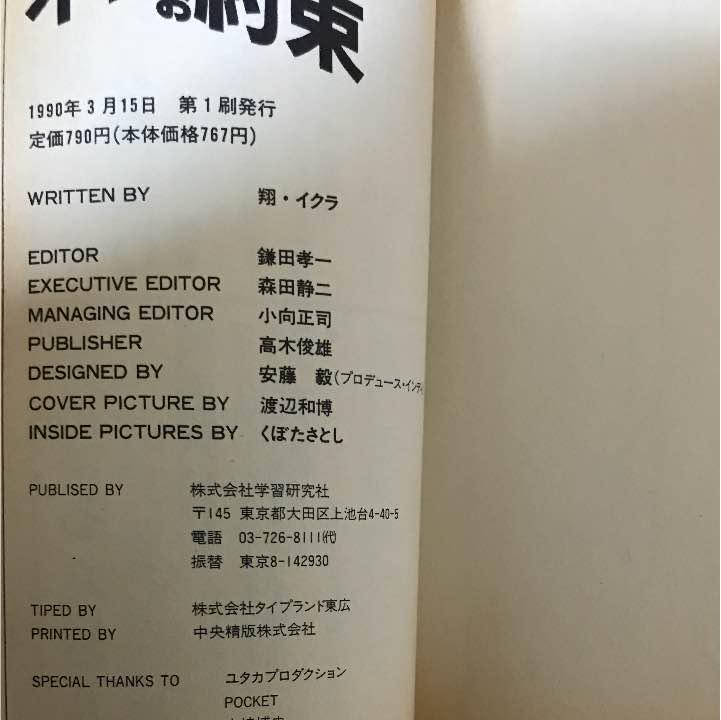 お約束
1990年3月15日 第1刷発行
定価790円(本体価格767円)
WRITTEN BY 翔・イクラ
EDITOR 鎌田孝一
EXECUTIVE EDITOR 森田静二
MANAGING EDITOR 小向正司
PUBLISHER 高木俊雄
DESIGNED BY 安藤 毅(プロデュース・インディ
COVER PICTURE BY 渡辺和博
INSIDE PICTURES BY くぼたさとし
PUBLISED BY 株式会社学習研究社
〒145 東京都大田区上池台4-40-5
電話 03-726-8111(代)
振替 東京8-142930
TIPED BY 株式会社タイプランド東広
PRINTED BY 中央精版株式会社
SPECIAL THANKS TO ユタカプロダクション
POCKET